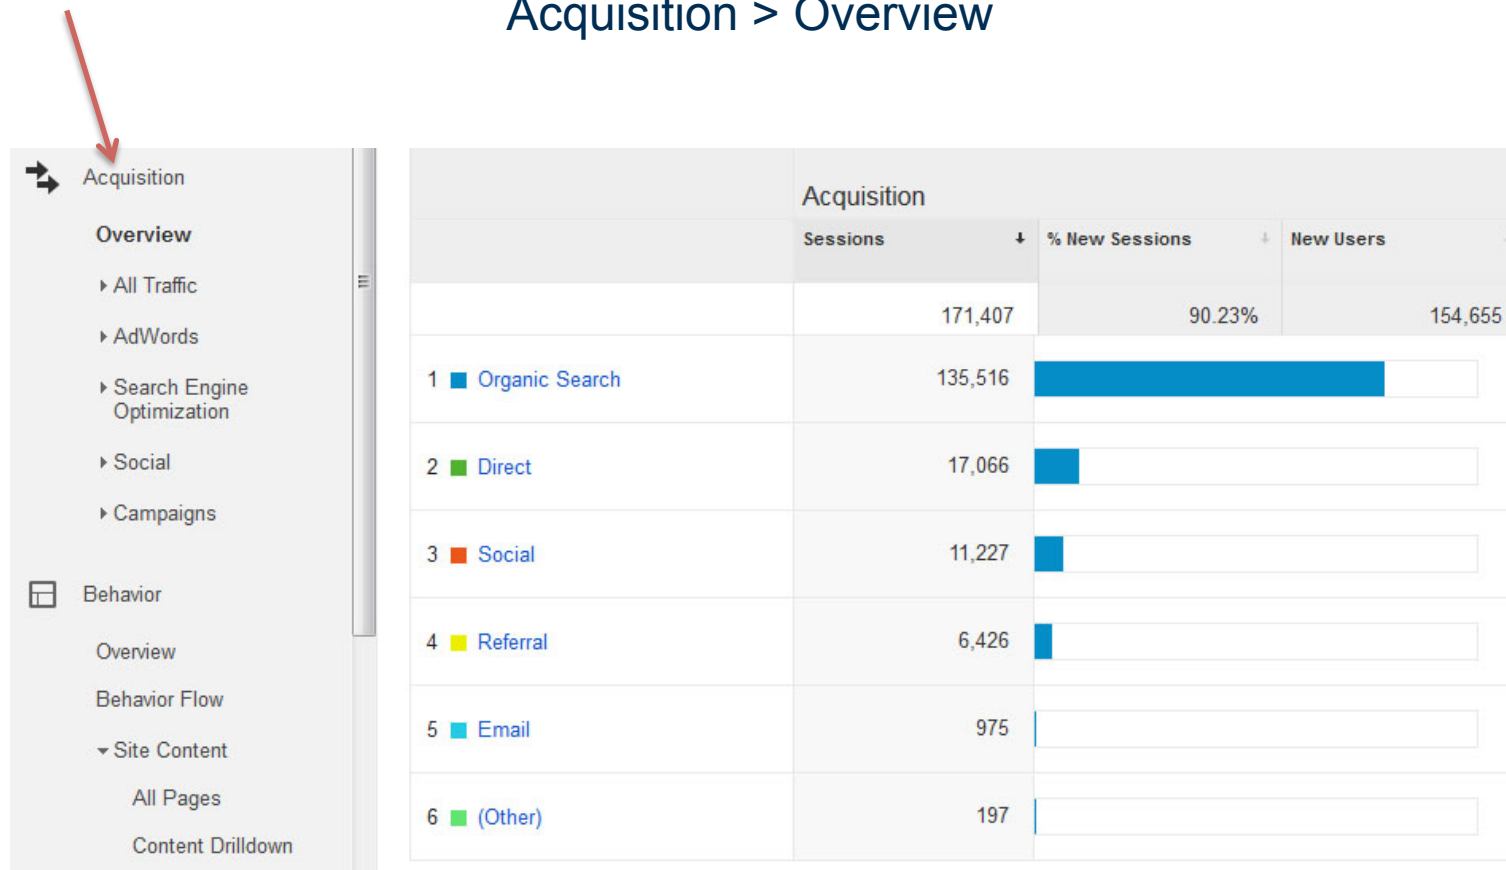 Acquisition > Overview
Acquisition
Overview
All Traffic
AdWords
Search Engine
Optimization
Social
Campaigns
Behavior
Overview
Behavior Flow
Site Content
All Pages
Content Drilldown
Acquisition
Sessions % New Sessions New Users
171,407 90.23% 154,655
1 Organic Search 135,516
2 Direct 17,066
3 Social 11,227
4 Referral 6,426
5 Email 975
6 (Other) 197